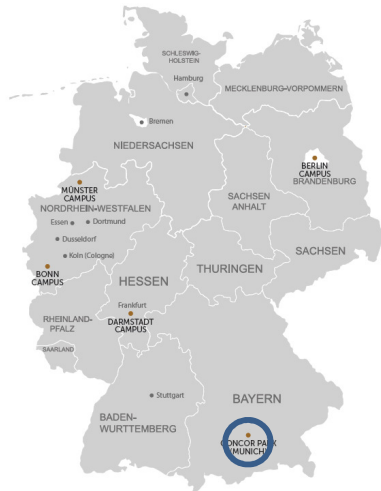 SCHLESWIG-
HOLSTEIN
Hamburg
MECKLENBURG-VORPOMMERN
Bremen
NIEDERSACHSEN
BERLIN
CAMPUS
BRANDENBURG
MÜNSTER
CAMPUS
NORDRHEIN-WESTFALEN
SACHSEN
ANHALT
Essen
Dortmund
Dusseldorf
SACHSEN
Koln (Cologne)
BONN
CAMPUS
HESSEN
THURINGEN
Frankfurt
DARMSTADT
CAMPUS
RHEINLAND-
PFALZ
SAARLAND
Stuttgart
BAYERN
BADEN-
WURTTEMBERG
CONCOR PARK
(MUNICH)